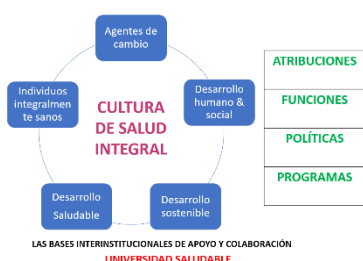 Agentes de
cambio
Individuos
integralmen
te sanos
Desarrollo
humano &
social
CULTURA
DE SALUD
INTEGRAL
Desarrollo
Saludable
Desarrollo
sostenible
ATRIBUCIONES
FUNCIONES
POLÍTICAS
PROGRAMAS
LAS BASES INTERINSTITUCIONALES DE APOYO Y COLABORACIÓN
UNIVERSIDAD SALUDABLE